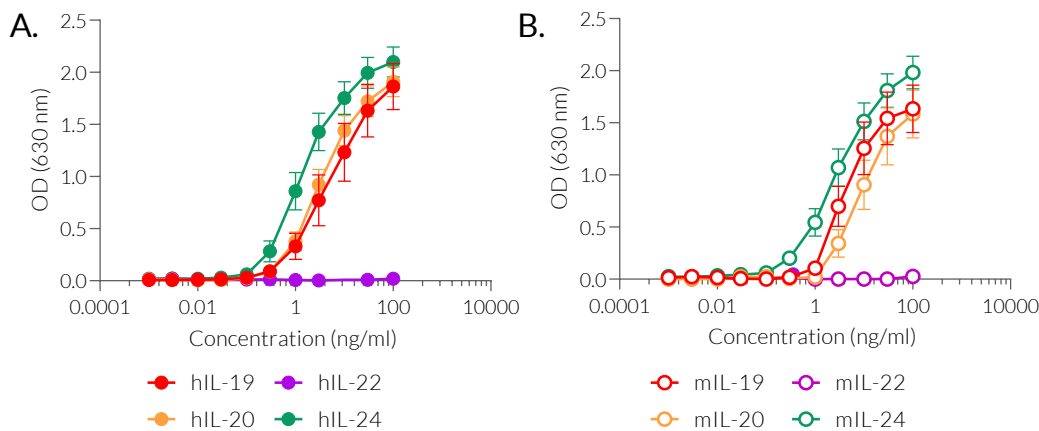 A.
2.5
2.0
1.5
1.0
0.5
0.0
OD (630 nm)
0.0001 0.01 1 100 10000
Concentration (ng/ml)
hIL-19 hIL-22
hIL-20 hIL-24
B.
2.5
2.0
1.5
1.0
0.5
0.0
OD (630 nm)
0.0001 0.01 1 100 10000
Concentration (ng/ml)
mIL-19 mIL-22
mIL-20 mIL-24